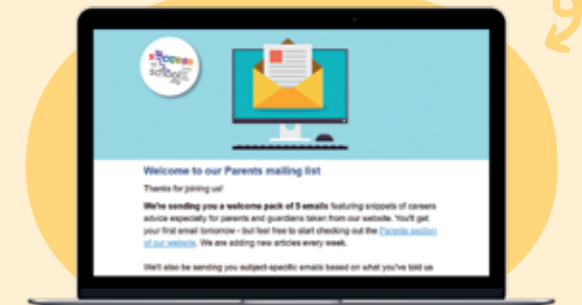 success
at
school
Welcome to our Parents mailing list
Thanks for joining us!
We're sending you a welcome pack of 5 emails featuring snippets of careers
advice especially for parents and guardians taken from our website. You'll get
your first email tomorrow - but feel free to start checking out the Parents section
of our website. We are adding new articles every week.
We'll also be sending you subject-specific emails based on what you've told us